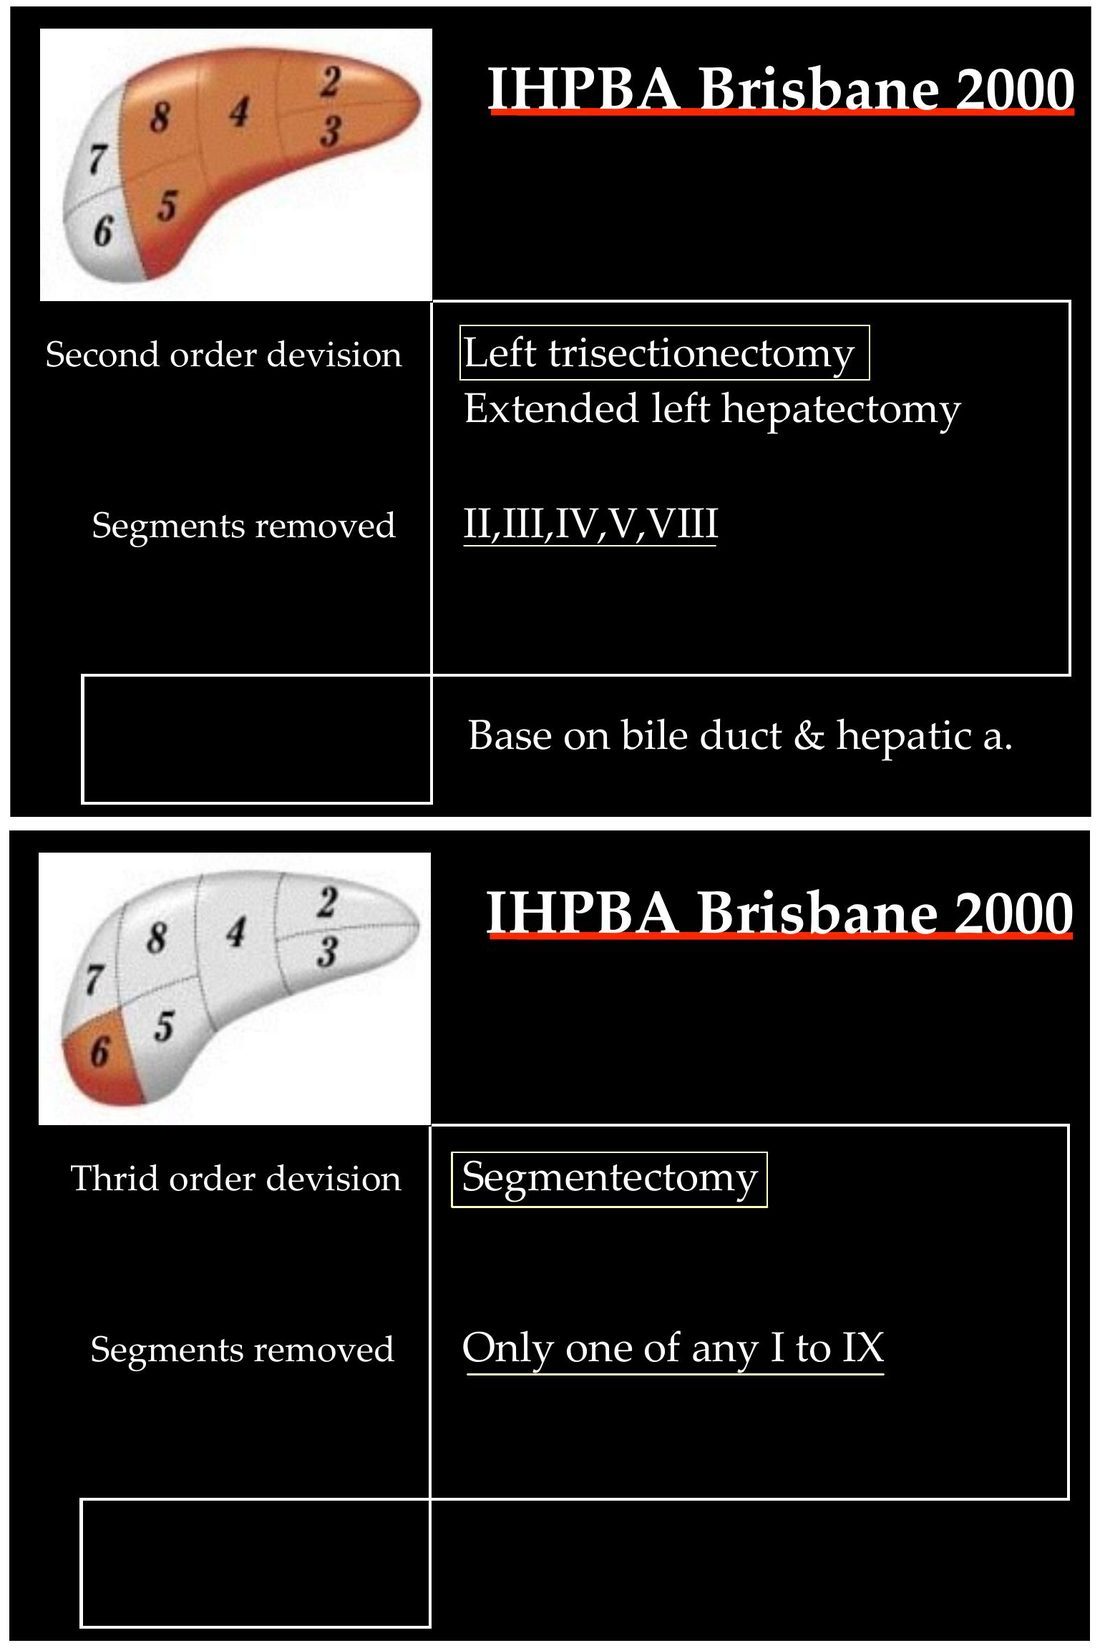 IHPBA Brisbane 2000
2
8
4
3
7
5
6
Second order devision
Left trisectionectomy
Extended left hepatectomy
Segments removed
II,III,IV,V,VIII
Base on bile duct & hepatic a.
IHPBA Brisbane 2000
2
8
4
3
7
5
6
Thrid order devision
Segmentectomy
Segments removed
Only one of any I to IX